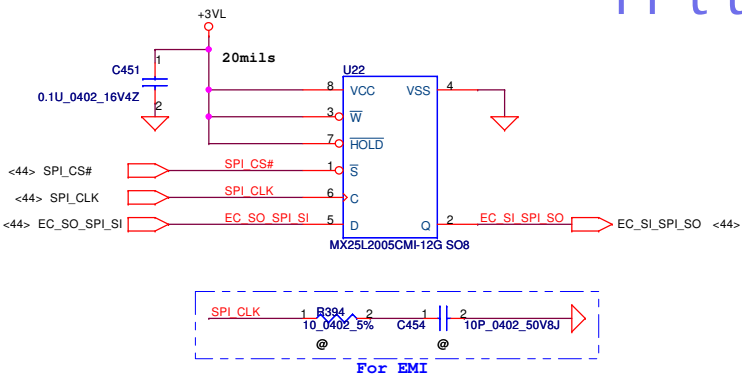 +3VL
20mils
1
C451
0.1U_0402_16V4Z
2
U22
8 VCC VSS 4
3 W
7 HOLD
<44> SPI_CS# SPI_CS# 1 S
<44> SPI_CLK SPI_CLK 6 C
<44> EC_SO_SPI_SI EC_SO_SPI_SI 5 D Q 2 EC_SI_SPI_SO EC_SI_SPI_SO <44>
MX25L2005CMI-12G SO8
SPI_CLK 1 R394 2 1 2
10_0402_5% C454 10P_0402_50V8J
@ @
For EMI